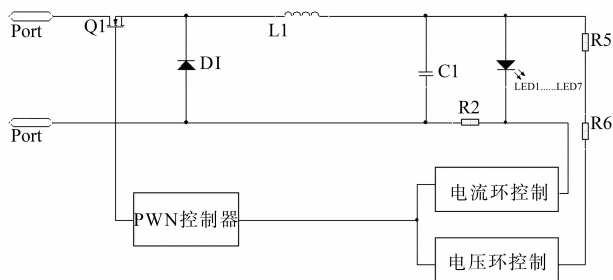 Port
Q1
L1
R5
D1
C1
LED1......LED7
R2
R6
Port
电流环控制
PWN控制器
电压环控制